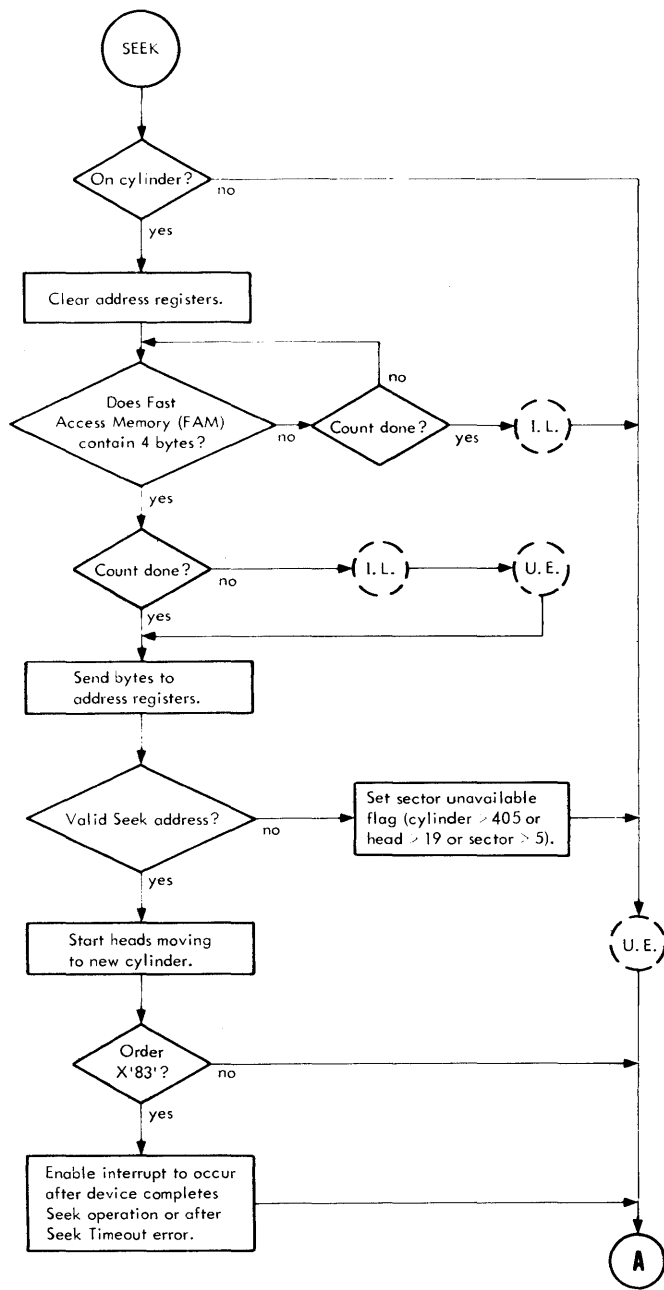 SEEK
On cylinder?
no
yes
Clear address registers.
no
Does Fast
Access Memory (FAM)
contain 4 bytes?
no
Count done?
yes
I. L.
yes
Count done?
no
I. L.
U. E.
yes
Send bytes to
address registers.
Valid Seek address?
no
Set sector unavailable
flag (cylinder > 405 or
head > 19 or sector > 5).
yes
Start heads moving
to new cylinder.
U. E.
Order
X'83'?
no
yes
Enable interrupt to occur
after device completes
Seek operation or after
Seek Timeout error.
A